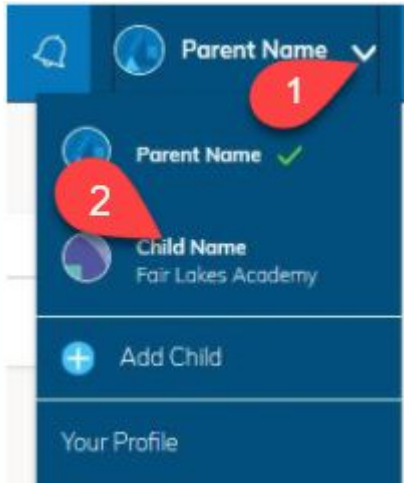 Parent Name
1
Parent Name
2
Child Name
Fair Lakes Academy
Add Child
Your Profile